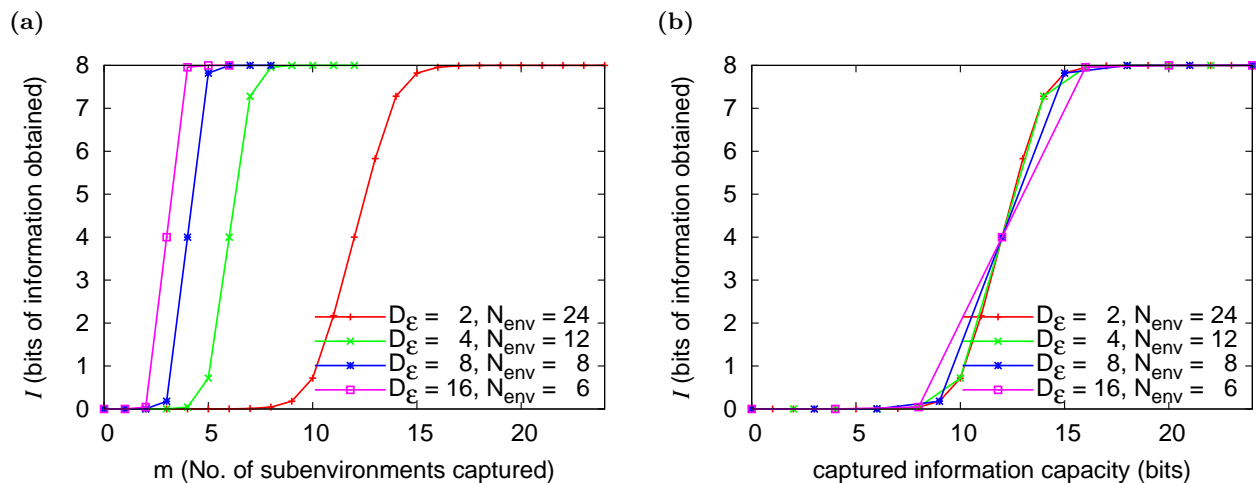 (a)
8
7
6
5
4
3
2
1
0
I (bits of information obtained)
Dε = 2, Nenv = 24
Dε = 4, Nenv = 12
Dε = 8, Nenv = 8
Dε = 16, Nenv = 6
0 5 10 15 20
m (No. of subenvironments captured)
(b)
8
7
6
5
4
3
2
1
0
I (bits of information obtained)
Dε = 2, Nenv = 24
Dε = 4, Nenv = 12
Dε = 8, Nenv = 8
Dε = 16, Nenv = 6
0 5 10 15 20
captured information capacity (bits)